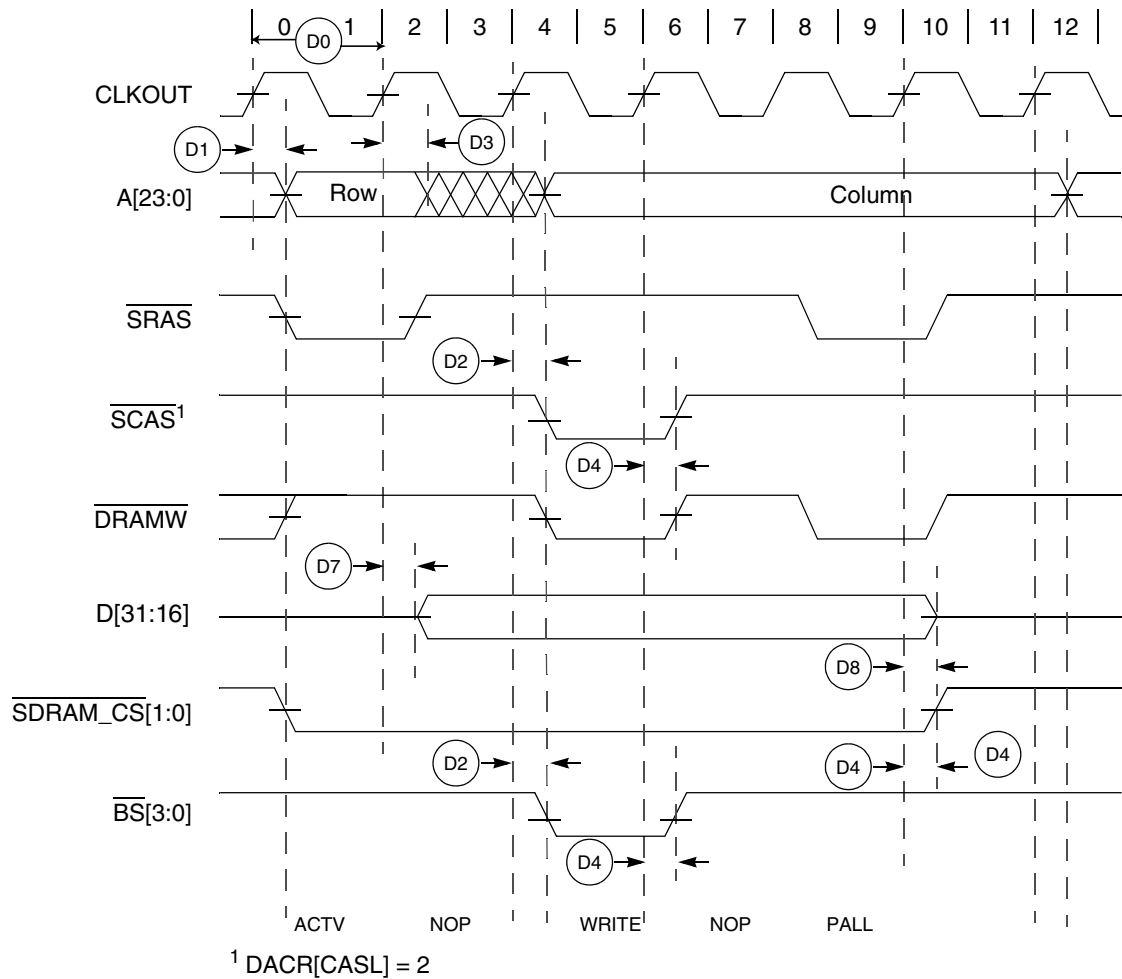 0 1 2 3 4 5 6 7 8 9 10 11 12
D0
CLKOUT
D1 D3
A[23:0] Row Column
SRAS
D2
SCAS1
D4
DRAMW
D7
D[31:16]
D8
SDRAM_CS[1:0]
D2 D4 D4
BS[3:0]
D4
ACTV NOP WRITE NOP PALL
1 DACR[CASL] = 2